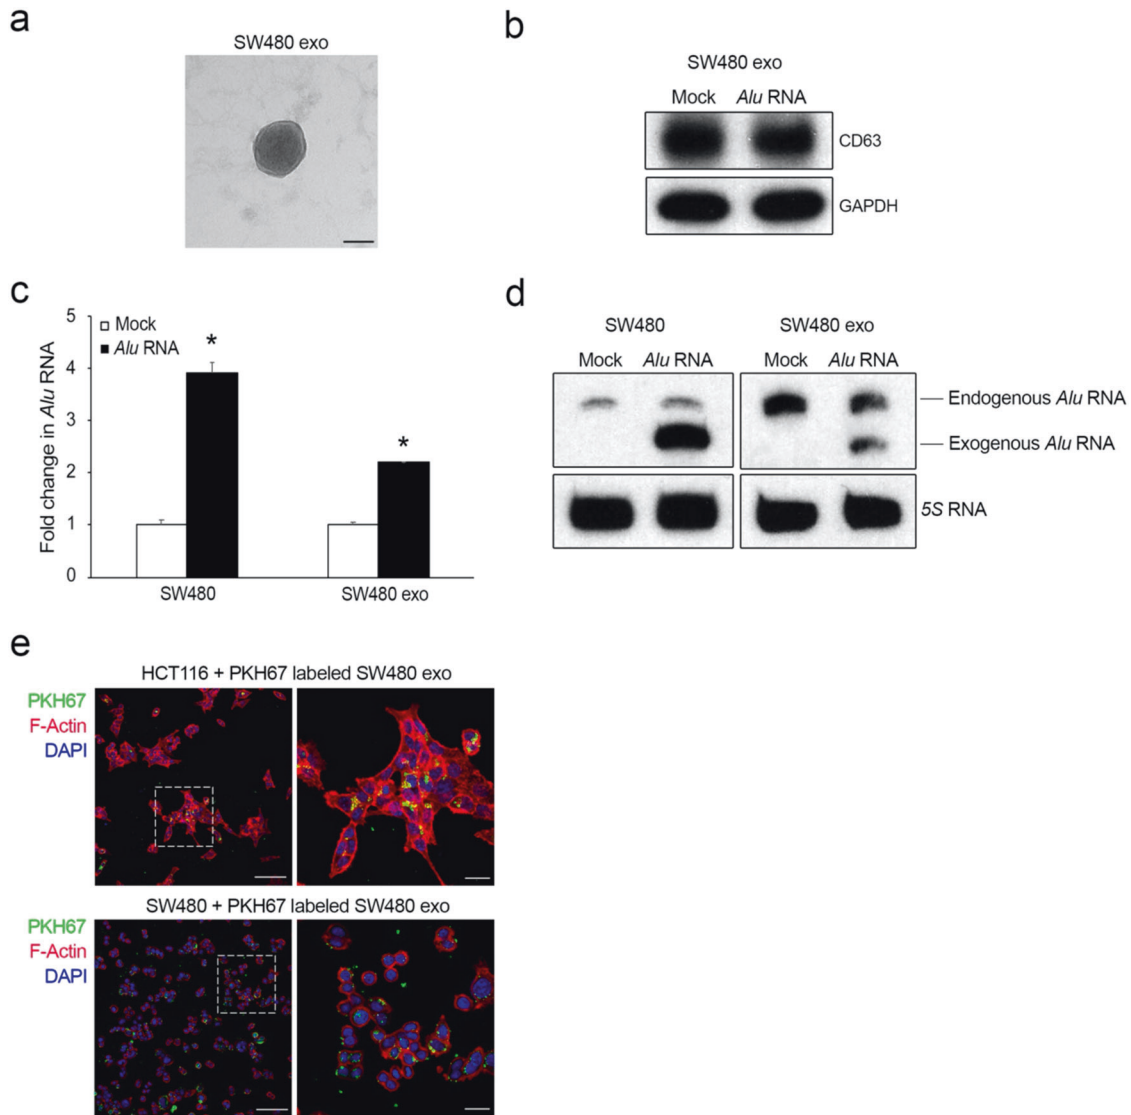 a
SW480 exo
b
SW480 exo
Mock Alu RNA
CD63
GAPDH
c
5
4
3
2
1
0
Fold change in Alu RNA
Mock
Alu RNA
*
*
SW480 SW480 exo
d
SW480 SW480 exo
Mock Alu RNA Mock Alu RNA
Endogenous Alu RNA
Exogenous Alu RNA
5S RNA
e
HCT116 + PKH67 labeled SW480 exo
PKH67
F-Actin
DAPI
SW480 + PKH67 labeled SW480 exo
PKH67
F-Actin
DAPI